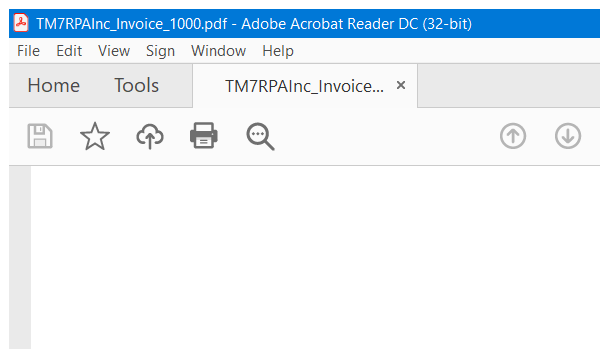 TM7RPAInc_Invoice_1000.pdf - Adobe Acrobat Reader DC (32-bit)
File Edit View Sign Window Help
Home Tools TM7RPAInc_Invoice... ×